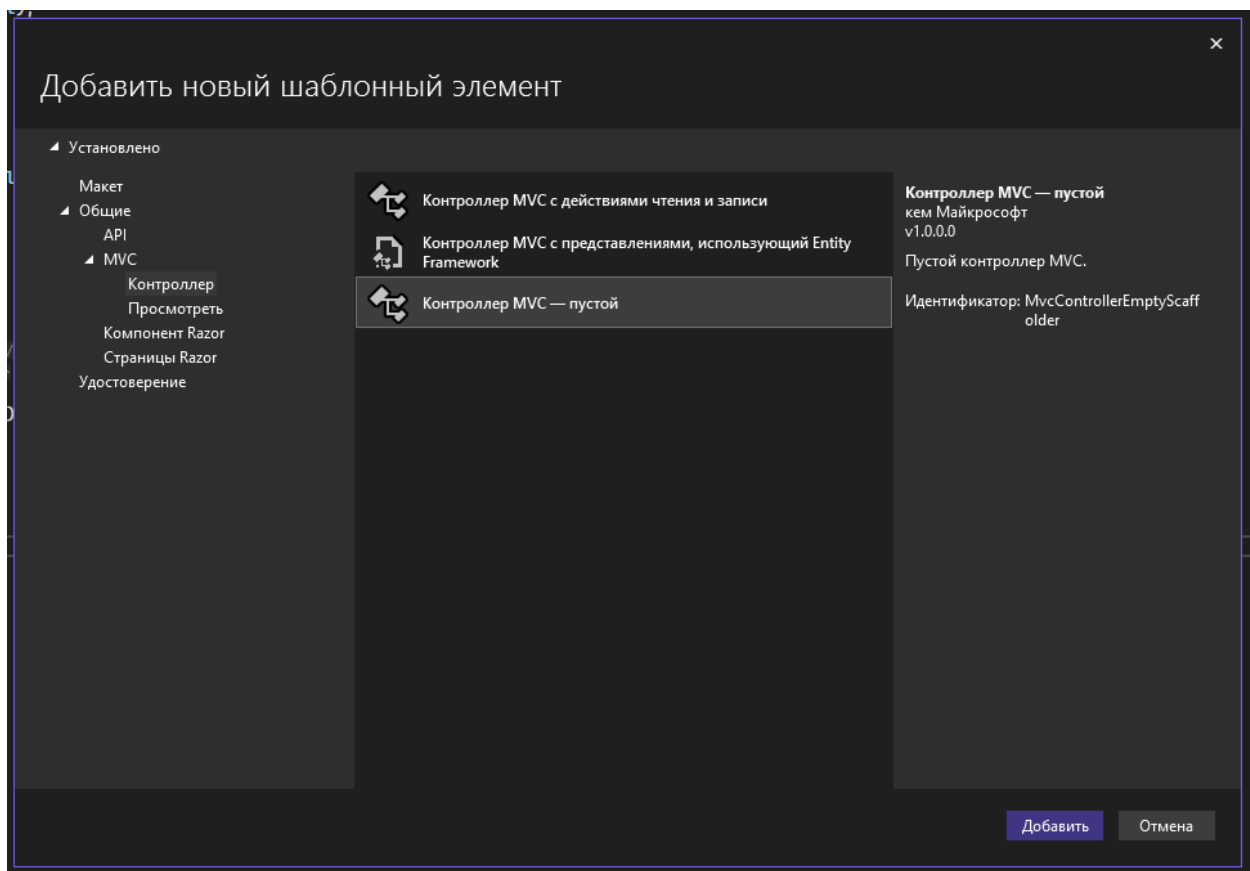 Добавить новый шаблонный элемент
Установлено
Макет
Общие
API
MVC
Контроллер
Просмотреть
Компонент Razor
Страницы Razor
Удостоверение
Контроллер MVC с действиями чтения и записи
Контроллер MVC с представлениями, использующий Entity
Framework
Контроллер MVC — пустой
Контроллер MVC — пустой
кем Майкрософт
v1.0.0.0
Пустой контроллер MVC.
Идентификатор: MvcControllerEmptyScaff
older
Добавить
Отмена